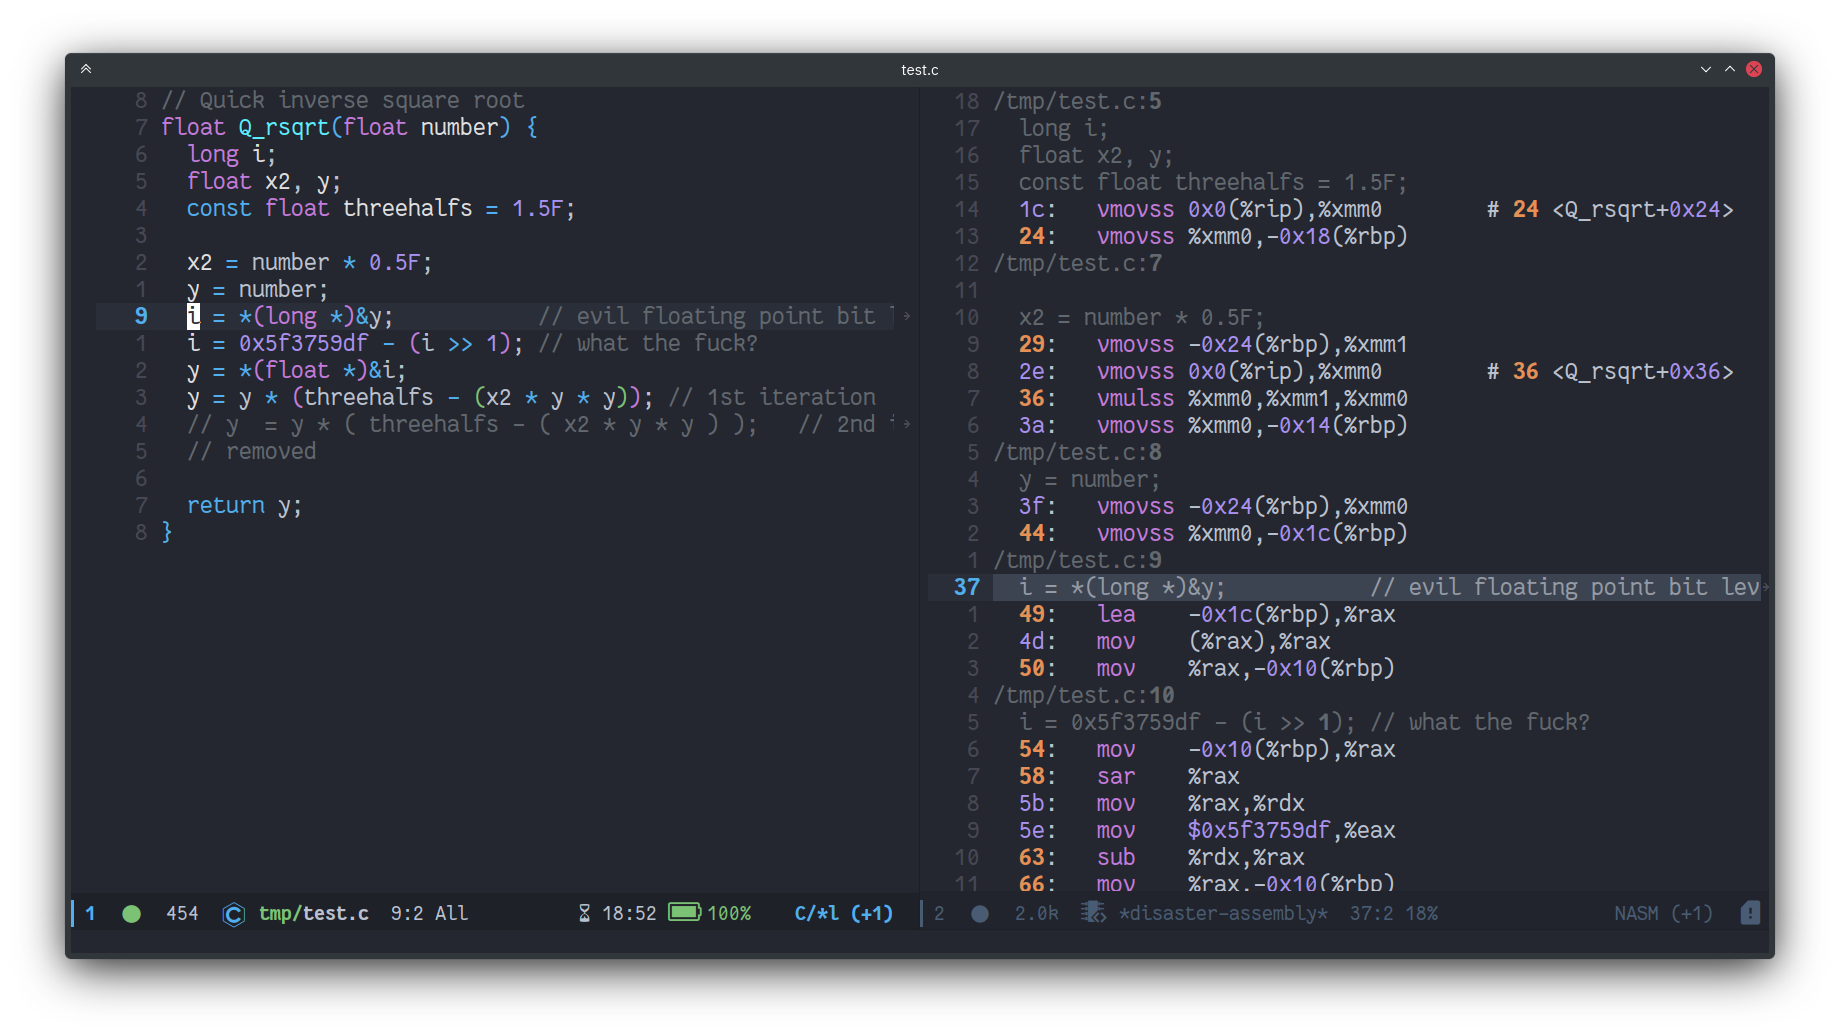 test.c
8 // Quick inverse square root
7 float Q_rsqrt(float number) {
6 long i;
5 float x2, y;
4 const float threehalfs = 1.5F;
3
2 x2 = number * 0.5F;
1 y = number;
9 i = *(long *)&y; // evil floating point bit
1 i = 0x5f3759df - (i >> 1); // what the fuck?
2 y = *(float *)&i;
3 y = y * (threehalfs - (x2 * y * y)); // 1st iteration
4 // y  = y * ( threehalfs - ( x2 * y * y ) ); // 2nd
5 // removed
6
7 return y;
8 }
1 454 tmp/test.c 9:2 All 18:52 100% C/*l (+1)
18 /tmp/test.c:5
17 long i;
16 float x2, y;
15 const float threehalfs = 1.5F;
14 1c: vmovss 0x0(%rip),%xmm0 # 24 <Q_rsqrt+0x24>
13 24: vmovss %xmm0,-0x18(%rbp)
12 /tmp/test.c:7
11
10 x2 = number * 0.5F;
9 29: vmovss -0x24(%rbp),%xmm1
8 2e: vmovss 0x0(%rip),%xmm0 # 36 <Q_rsqrt+0x36>
7 36: vmulss %xmm0,%xmm1,%xmm0
6 3a: vmovss %xmm0,-0x14(%rbp)
5 /tmp/test.c:8
4 y = number;
3 3f: vmovss -0x24(%rbp),%xmm0
2 44: vmovss %xmm0,-0x1c(%rbp)
1 /tmp/test.c:9
37 i = *(long *)&y; // evil floating point bit lev
1 49: lea -0x1c(%rbp),%rax
2 4d: mov (%rax),%rax
3 50: mov %rax,-0x10(%rbp)
4 /tmp/test.c:10
5 i = 0x5f3759df - (i >> 1); // what the fuck?
6 54: mov -0x10(%rbp),%rax
7 58: sar %rax
8 5b: mov %rax,%rdx
9 5e: mov $0x5f3759df,%eax
10 63: sub %rdx,%rax
11 66: mov %rax,-0x10(%rbp)
2 2.0k *disaster-assembly* 37:2 18% NASM (+1)